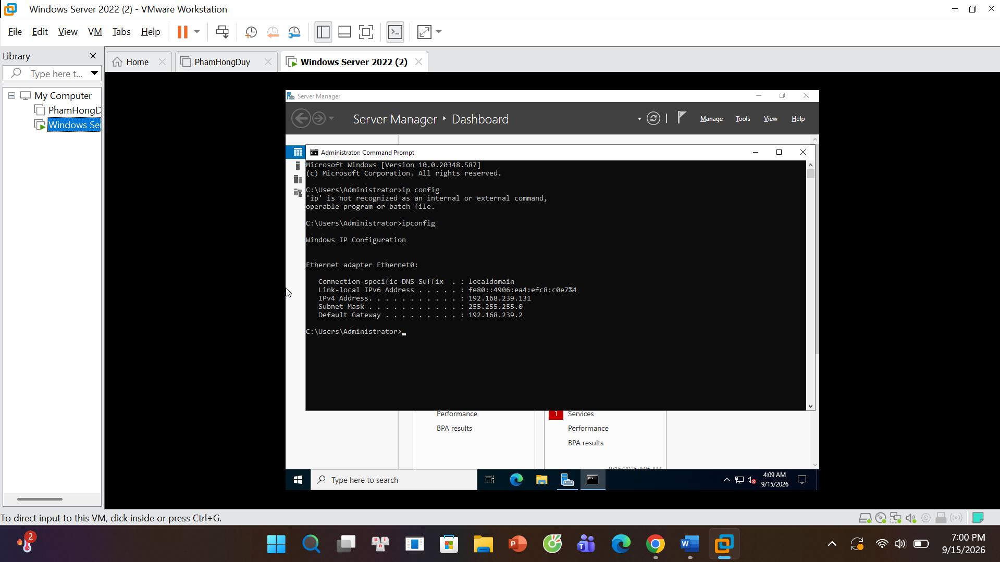 Windows Server 2022 (2) - VMware Workstation
File Edit View VM Tabs Help
Library
Home
PhamHongDuy
Windows Server 2022 (2)
Type here t...
My Computer
PhamHongD
Windows Se
Server Manager
Server Manager Dashboard
Manage Tools View Help
Administrator: Command Prompt
Microsoft Windows [Version 10.0.20348.587]
(c) Microsoft Corporation. All rights reserved.
C:\Users\Administrator>ip config
'ip' is not recognized as an internal or external command,
operable program or batch file.
C:\Users\Administrator>ipconfig
Windows IP Configuration
Ethernet adapter Ethernet0:
Connection-specific DNS Suffix . : localdomain
Link-local IPv6 Address . . . . . : fe80::4906:ea4:efc8:c0e7%4
IPv4 Address. . . . . . . . . . . : 192.168.239.131
Subnet Mask . . . . . . . . . . . : 255.255.255.0
Default Gateway . . . . . . . . . : 192.168.239.2
C:\Users\Administrator>
Performance
BPA results
1 Services
Performance
BPA results
9/15/2026 4:06 AM
Type here to search
4:09 AM
9/15/2026
To direct input to this VM, click inside or press Ctrl+G.
2
7:00 PM
9/15/2026